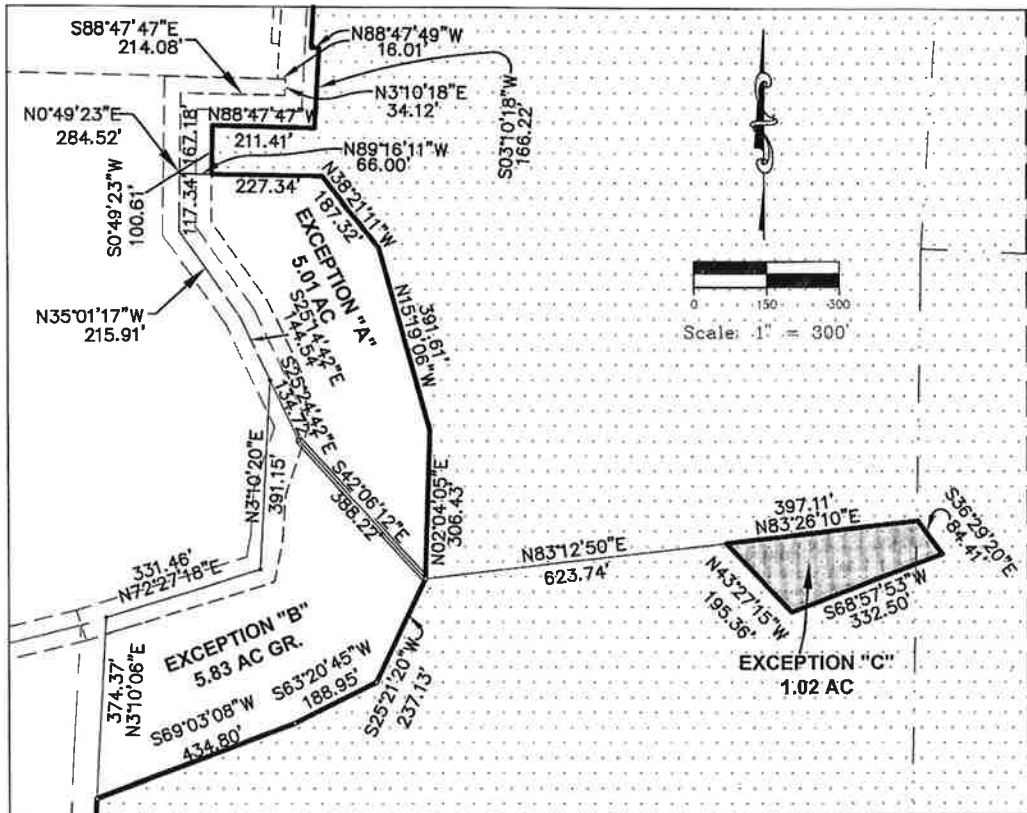 S88°47'47"E
214.08'
N88°47'49"W
16.01'
N3°10'18"E
34.12'
S03°10'18"W
166.22'
N0°49'23"E
284.52'
167.18'
N88°47'47"W
211.41'
N89°16'11"W
66.00'
227.34'
S0°49'23"W
100.61'
117.34'
N38°21'11"W
187.32'
EXCEPTION "A"
5.01 AC
N35°01'17"W
215.91'
S25°14'42"E
144.54'
391.61'
N15°19'06"W
0 150 300
Scale: 1" = 300'
S25°24'42"E
134.72'
N3°10'20"E
391.15'
S42°06'12"E
388.22'
N02°04'05"E
306.43'
397.11'
N83°26'10"E
S36°29'20"E
84.41'
N83°12'50"E
623.74'
N43°27'15"W
195.36'
S68°57'53"W
332.50'
EXCEPTION "C"
1.02 AC
331.46'
N72°27'18"E
EXCEPTION "B"
5.83 AC GR.
374.37'
N3°10'06"E
S63°20'45"W
188.95'
S25°21'20"W
237.13'
S69°03'08"W
434.80'